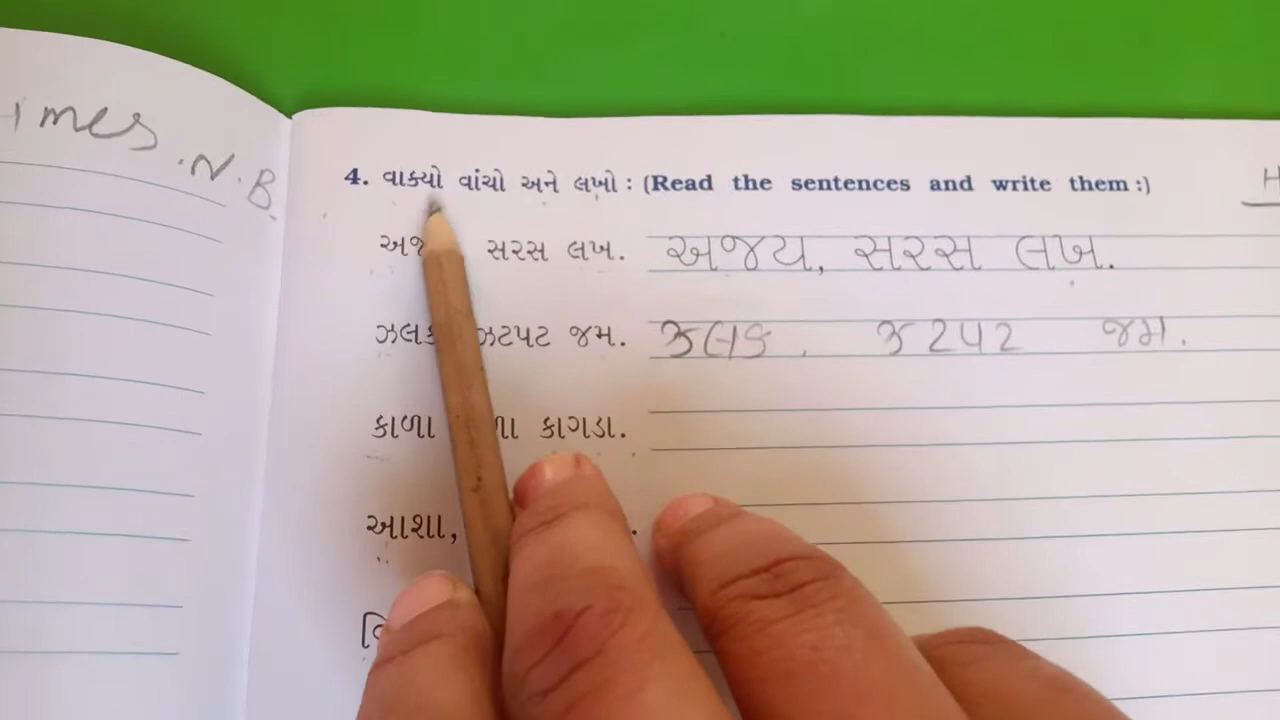 imes.N.B.
4. વાક્યો વાંચો અને લખો : (Read the sentences and write them :)
H
સરસ લખ. અજય, સરસ લખ.
ઝટપટ જમ. ઝલક, ઝટપટ જમ.
કાળા કાગડા.
આશા,